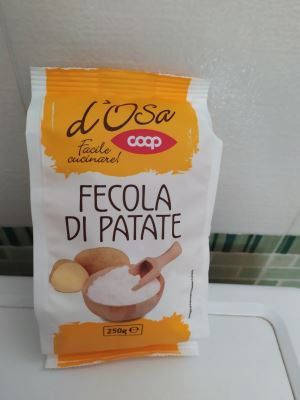 d'Osa
coop
Facile
cucinare!
FECOLA
DI PATATE
250g e